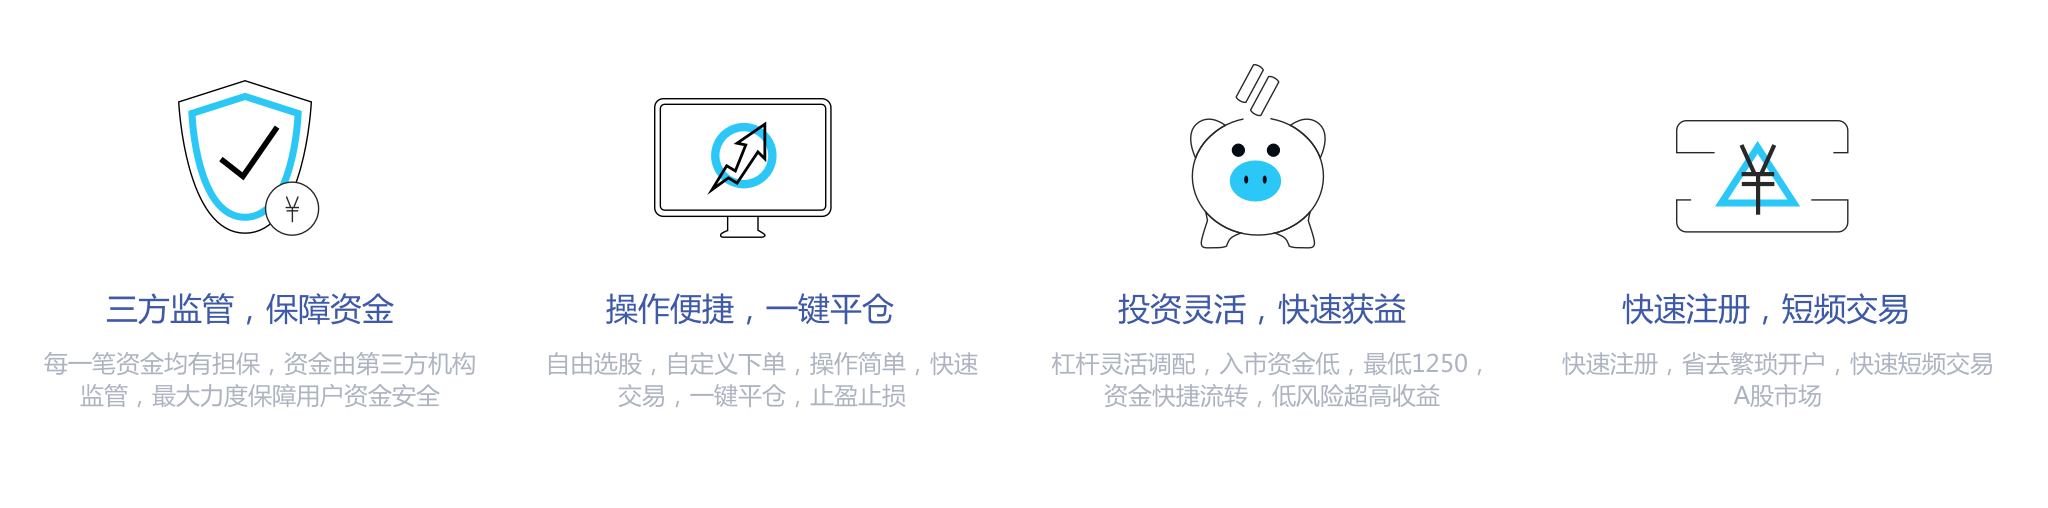 三方监管，保障资金
每一笔资金均有担保，资金由第三方机构
监管，最大力度保障用户资金安全
操作便捷，一键平仓
自由选股，自定义下单，操作简单，快速
交易，一键平仓，止盈止损
投资灵活，快速获益
杠杆灵活调配，入市资金低，最低1250，
资金快捷流转，低风险超高收益
快速注册，短频交易
快速注册，省去繁琐开户，快速短频交易
A股市场